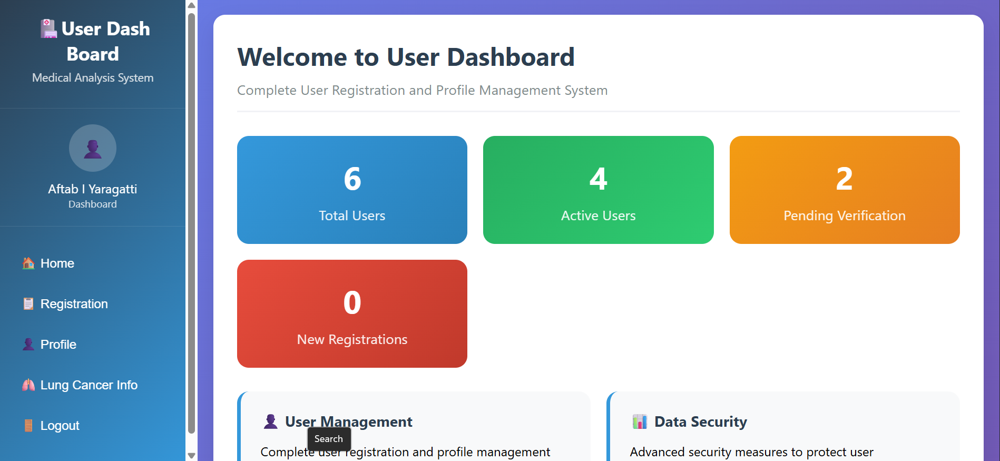 User Dash
Board
Medical Analysis System
Aftab I Yaragatti
Dashboard
Home
Registration
Profile
Lung Cancer Info
Logout
Welcome to User Dashboard
Complete User Registration and Profile Management System
6
Total Users
4
Active Users
2
Pending Verification
0
New Registrations
User Management
Complete user registration and profile management
Search
Data Security
Advanced security measures to protect user